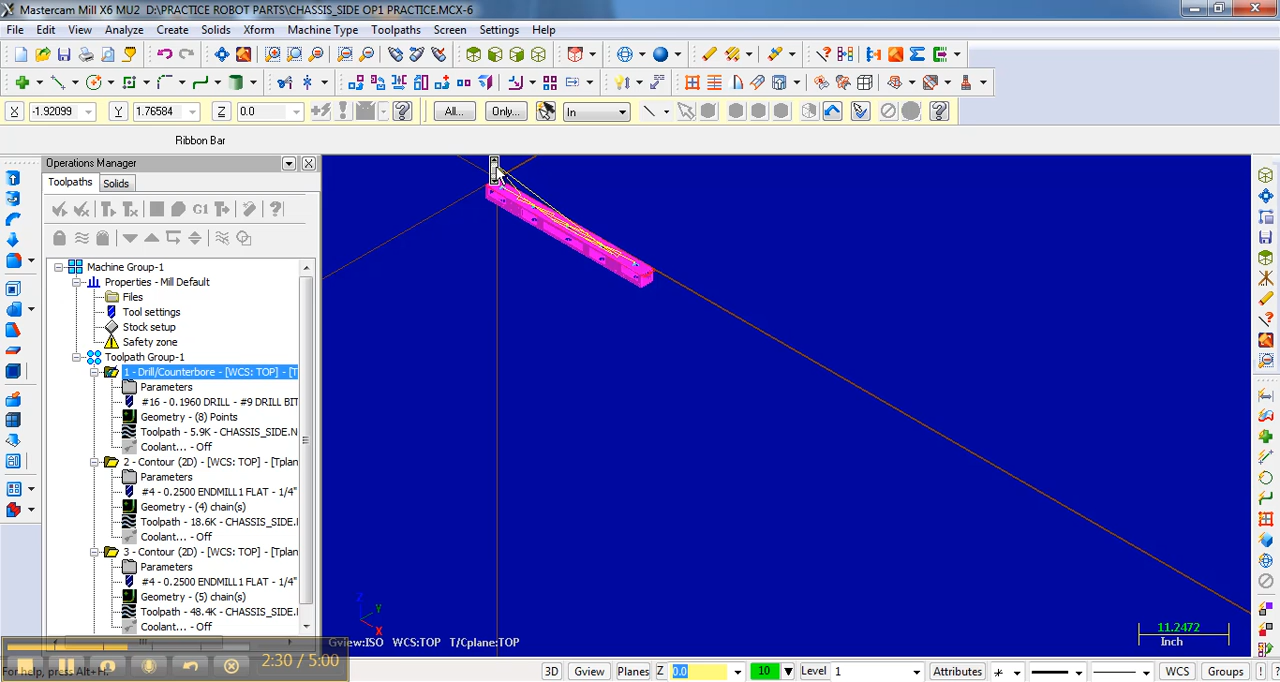 Mastercam Mill X6 MU2 D:\PRACTICE ROBOT PARTS\CHASSIS_SIDE OP1 PRACTICE.MCX-6
File Edit View Analyze Create Solids Xform Machine Type Toolpaths Screen Settings Help
X -1.92099 Y 1.76584 Z 0.0 All... Only... In
Ribbon Bar
Operations Manager
Toolpaths Solids
G1
Machine Group-1
Properties - Mill Default
Files
Tool settings
Stock setup
Safety zone
Toolpath Group-1
1 - Drill/Counterbore - [WCS: TOP] - [T
Parameters
#16 - 0.1960 DRILL - #9 DRILL BIT
Geometry - (8) Points
Toolpath - 5.9K - CHASSIS_SIDE.N
Coolant... - Off
2 - Contour (2D) - [WCS: TOP] - [Tplan
Parameters
#4 - 0.2500 ENDMILL1 FLAT - 1/4"
Geometry - (4) chain(s)
Toolpath - 18.6K - CHASSIS_SIDE.
Coolant... - Off
3 - Contour (2D) - [WCS: TOP] - [Tplan
Parameters
#4 - 0.2500 ENDMILL1 FLAT - 1/4"
Geometry - (5) chain(s)
Toolpath - 48.4K - CHASSIS_SIDE.
Coolant... - Off
Z Y X
Gview:ISO WCS:TOP T/Cplane:TOP
11.2472
Inch
2:30 / 5:00
For help, press Alt+H.
3D Gview Planes Z 0.0 10 Level 1 Attributes WCS Groups ! ?